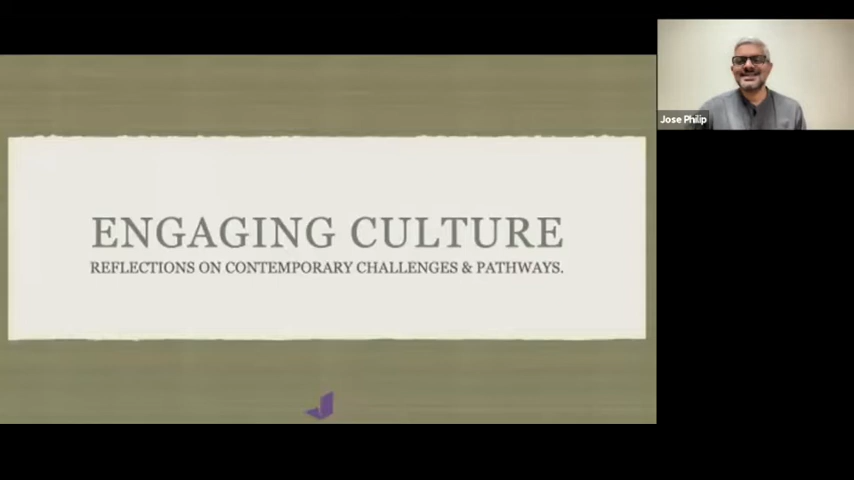 ENGAGING CULTURE
REFLECTIONS ON CONTEMPORARY CHALLENGES & PATHWAYS.
Jose Philip